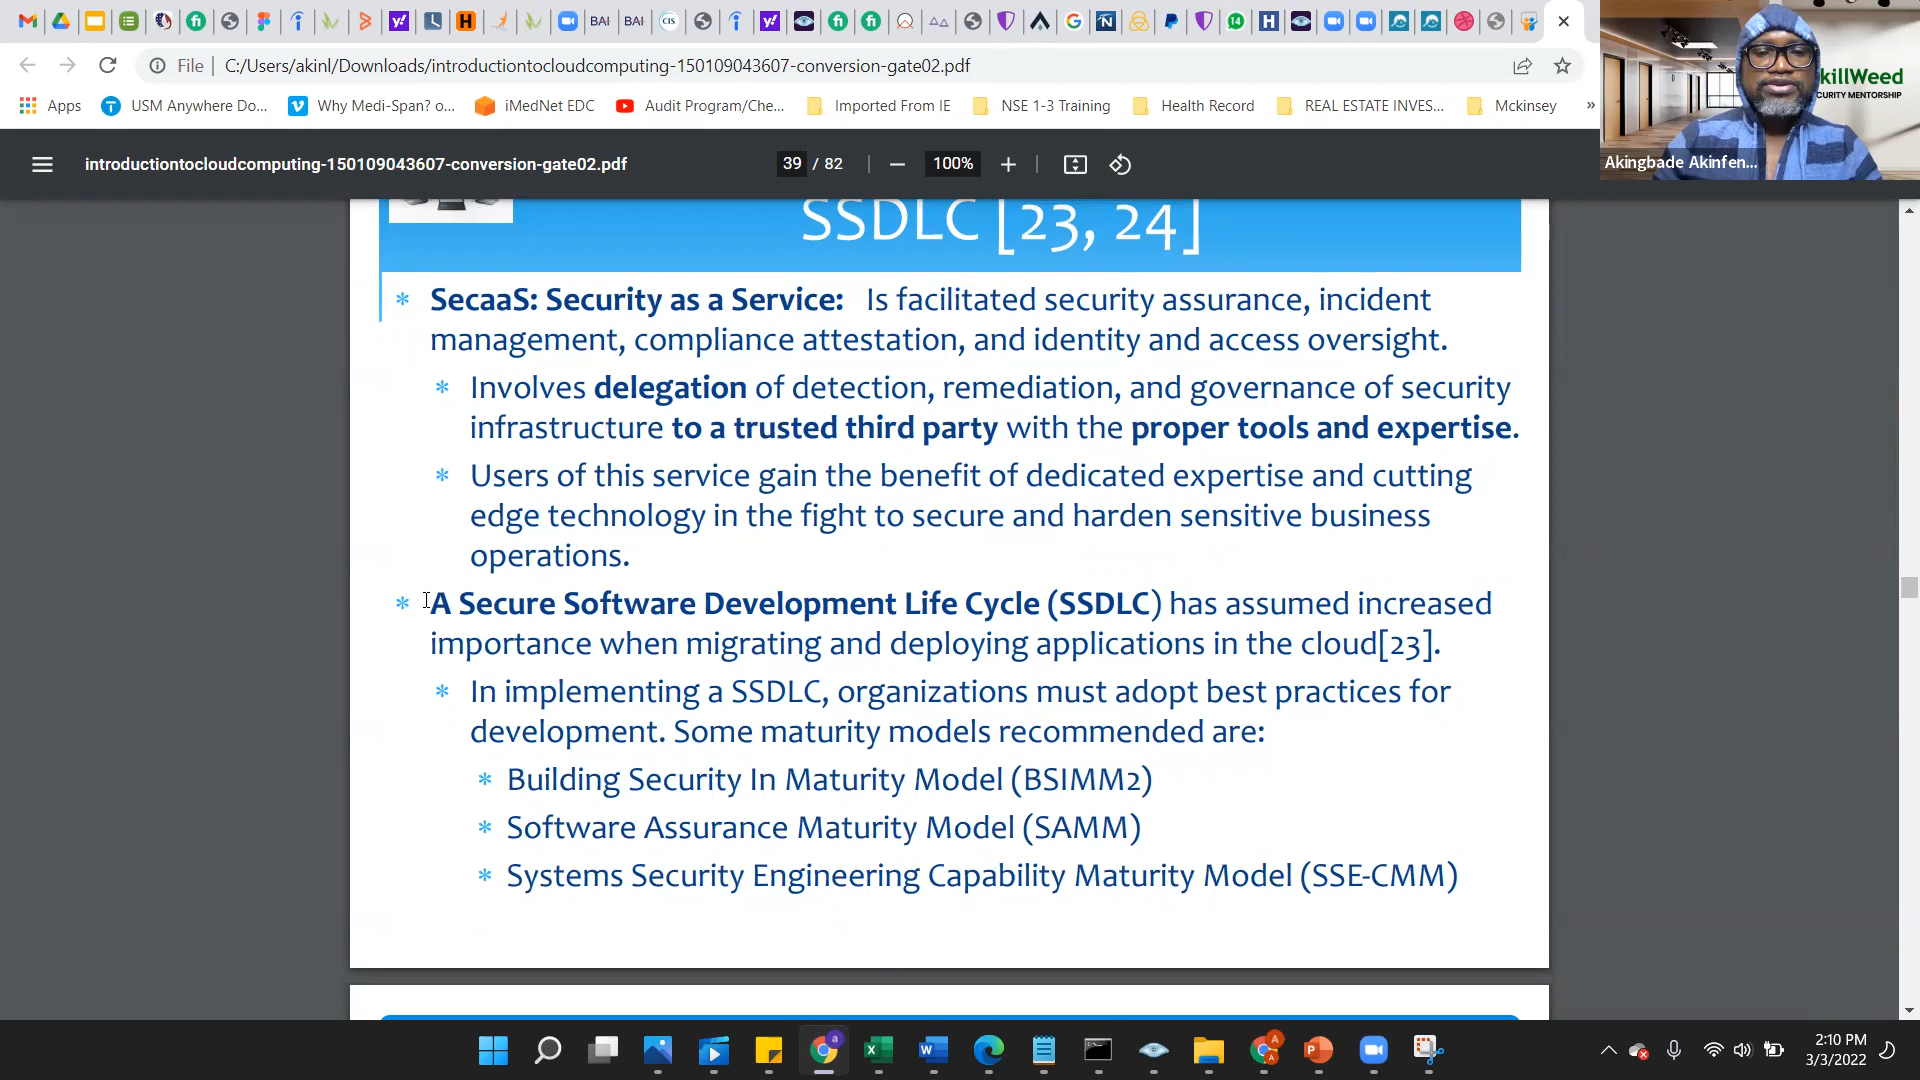 BAI
BAI
CIS
14
File
C:/Users/akinl/Downloads/introductiontocloudcomputing-150109043607-conversion-gate02.pdf
Apps
USM Anywhere Do...
Why Medi-Span? o...
iMedNet EDC
Audit Program/Che...
Imported From IE
NSE 1-3 Training
Health Record
REAL ESTATE INVES...
Mckinsey
»
killWeed
CURITY MENTORSHIP
Akingbade Akinfen...
introductiontocloudcomputing-150109043607-conversion-gate02.pdf
39 / 82
100%
SSDLC [23, 24]
* SecaaS: Security as a Service: Is facilitated security assurance, incident
management, compliance attestation, and identity and access oversight.
* Involves delegation of detection, remediation, and governance of security
infrastructure to a trusted third party with the proper tools and expertise.
* Users of this service gain the benefit of dedicated expertise and cutting
edge technology in the fight to secure and harden sensitive business
operations.
* A Secure Software Development Life Cycle (SSDLC) has assumed increased
importance when migrating and deploying applications in the cloud[23].
* In implementing a SSDLC, organizations must adopt best practices for
development. Some maturity models recommended are:
* Building Security In Maturity Model (BSIMM2)
* Software Assurance Maturity Model (SAMM)
* Systems Security Engineering Capability Maturity Model (SSE-CMM)
2:10 PM
3/3/2022